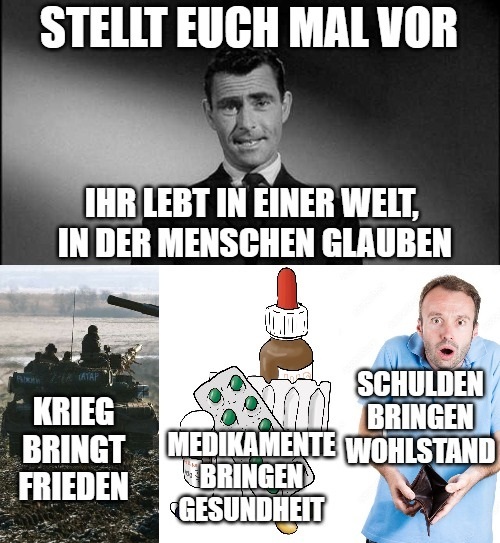 STELLT EUCH MAL VOR
IHR LEBT IN EINER WELT,
IN DER MENSCHEN GLAUBEN
KRIEG
BRINGT
FRIEDEN
MEDIKAMENTE
BRINGEN
GESUNDHEIT
SCHULDEN
BRINGEN
WOHLSTAND